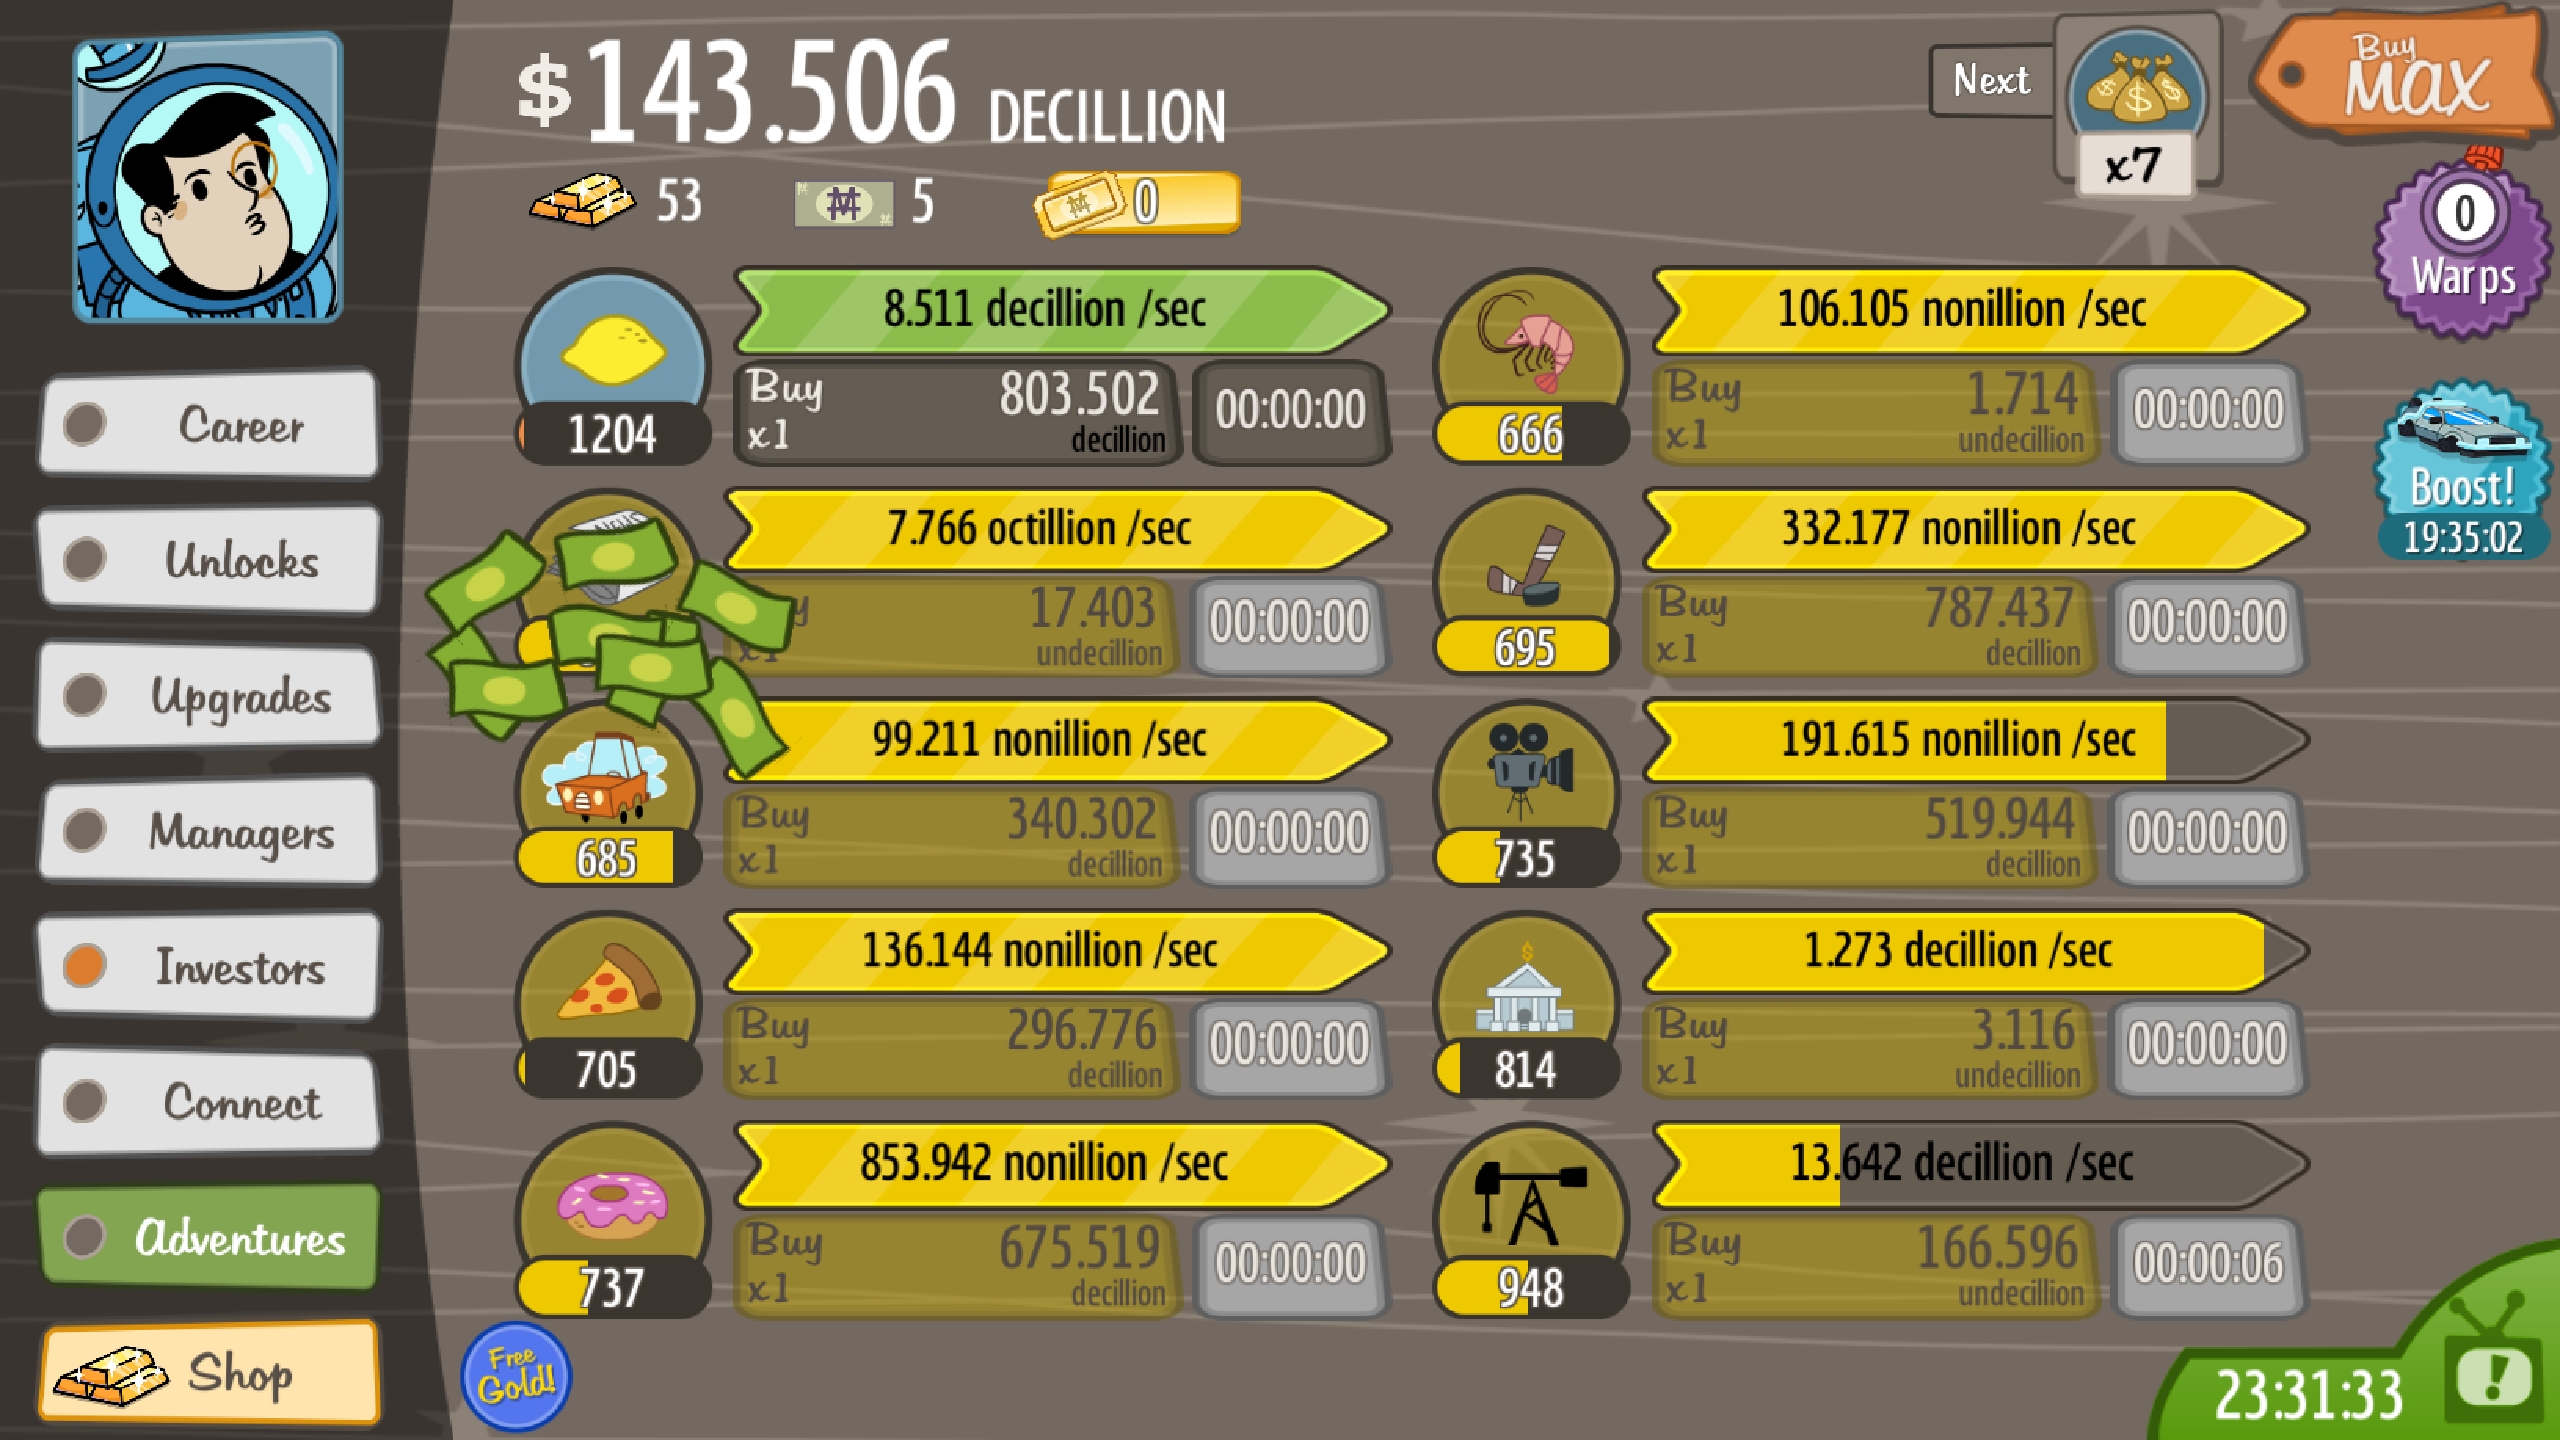 $143.506 DECILLION
53
5
0
Next
x7
Buy
MAX
0
Warps
Boost!
19:35:02
Career
Unlocks
Upgrades
Managers
Investors
Connect
Adventures
Shop
8.511 decillion /sec
Buy
x1
803.502
decillion
00:00:00
1204
106.105 nonillion /sec
Buy
x1
1.714
undecillion
00:00:00
666
7.766 octillion /sec
17.403
undecillion
00:00:00
332.177 nonillion /sec
Buy
x1
787.437
decillion
00:00:00
695
99.211 nonillion /sec
Buy
x1
340.302
decillion
00:00:00
685
191.615 nonillion /sec
Buy
x1
519.944
decillion
00:00:00
735
136.144 nonillion /sec
Buy
x1
296.776
decillion
00:00:00
705
1.273 decillion /sec
Buy
x1
3.116
undecillion
00:00:00
814
853.942 nonillion /sec
Buy
x1
675.519
decillion
00:00:00
737
13.642 decillion /sec
Buy
x1
166.596
undecillion
00:00:06
948
Free
Gold!
23:31:33